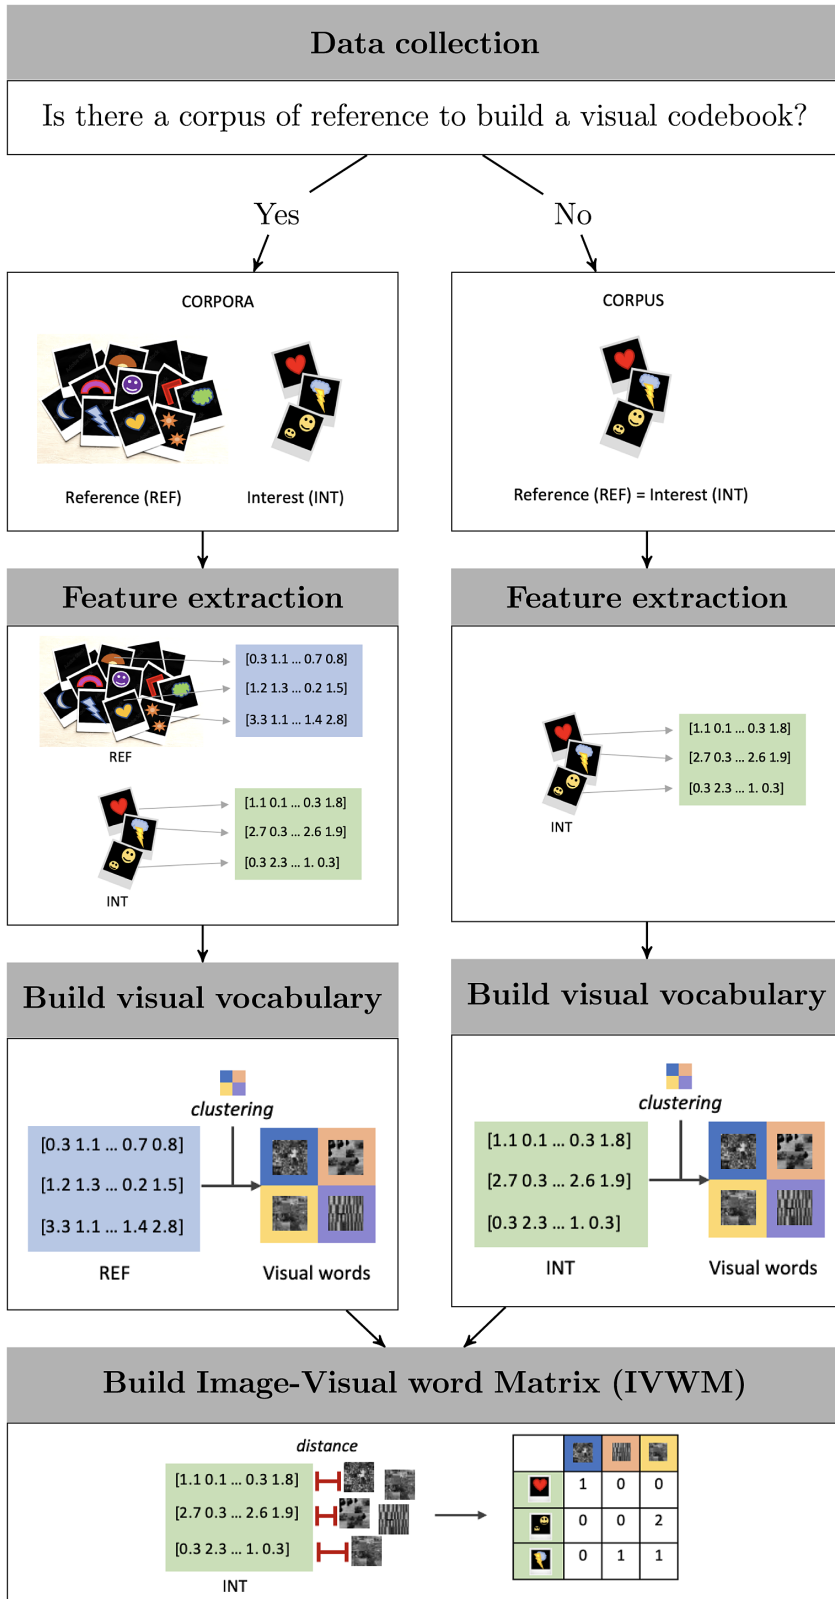 Data collection
Is there a corpus of reference to build a visual codebook?
Yes
No
CORPORA
Reference (REF)
Interest (INT)
CORPUS
Reference (REF) = Interest (INT)
Feature extraction
[0.3 1.1 ... 0.7 0.8]
[1.2 1.3 ... 0.2 1.5]
[3.3 1.1 ... 1.4 2.8]
REF
[1.1 0.1 ... 0.3 1.8]
[2.7 0.3 ... 2.6 1.9]
[0.3 2.3 ... 1. 0.3]
INT
Feature extraction
[1.1 0.1 ... 0.3 1.8]
[2.7 0.3 ... 2.6 1.9]
[0.3 2.3 ... 1. 0.3]
INT
Build visual vocabulary
clustering
[0.3 1.1 ... 0.7 0.8]
[1.2 1.3 ... 0.2 1.5]
[3.3 1.1 ... 1.4 2.8]
REF
Visual words
Build visual vocabulary
clustering
[1.1 0.1 ... 0.3 1.8]
[2.7 0.3 ... 2.6 1.9]
[0.3 2.3 ... 1. 0.3]
INT
Visual words
Build Image-Visual word Matrix (IVWM)
distance
[1.1 0.1 ... 0.3 1.8]
[2.7 0.3 ... 2.6 1.9]
[0.3 2.3 ... 1. 0.3]
INT
1 0 0
0 0 2
0 1 1